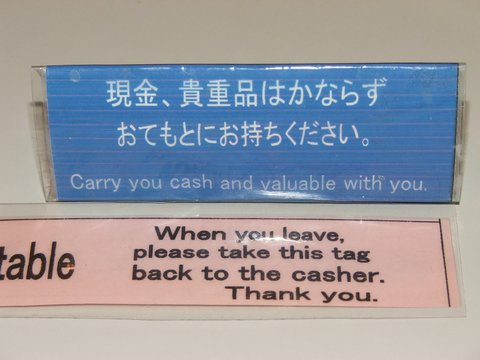 現金、貴重品はかならず
おてもとにお持ちください。
Carry you cash and valuable with you.
table
When you leave,
please take this tag
back to the casher.
Thank you.